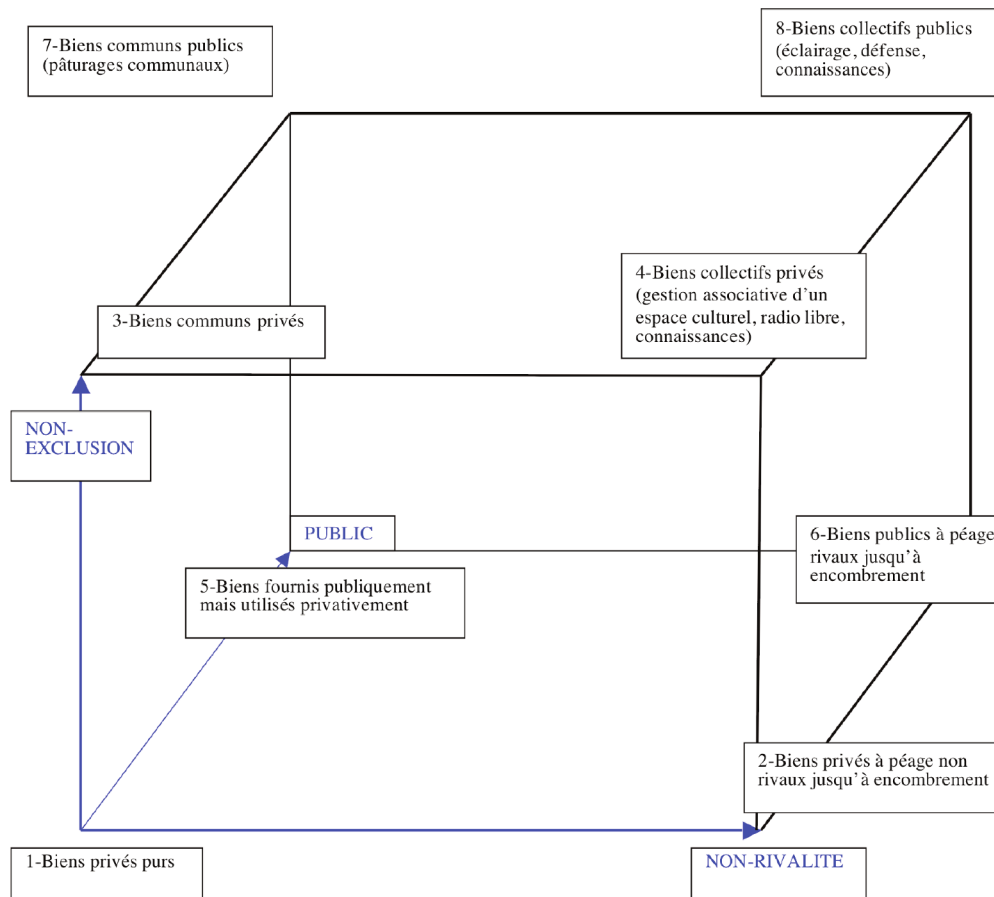 7-Biens communs publics
(pâturages communaux)
8-Biens collectifs publics
(éclairage, défense,
connaissances)
4-Biens collectifs privés
(gestion associative d'un
espace culturel, radio libre,
connaissances)
3-Biens communs privés
NON-
EXCLUSION
PUBLIC
6-Biens publics à péage
rivaux jusqu'à
encombrement
5-Biens fournis publiquement
mais utilisés privativement
2-Biens privés à péage non
rivaux jusqu'à encombrement
1-Biens privés purs
NON-RIVALITE